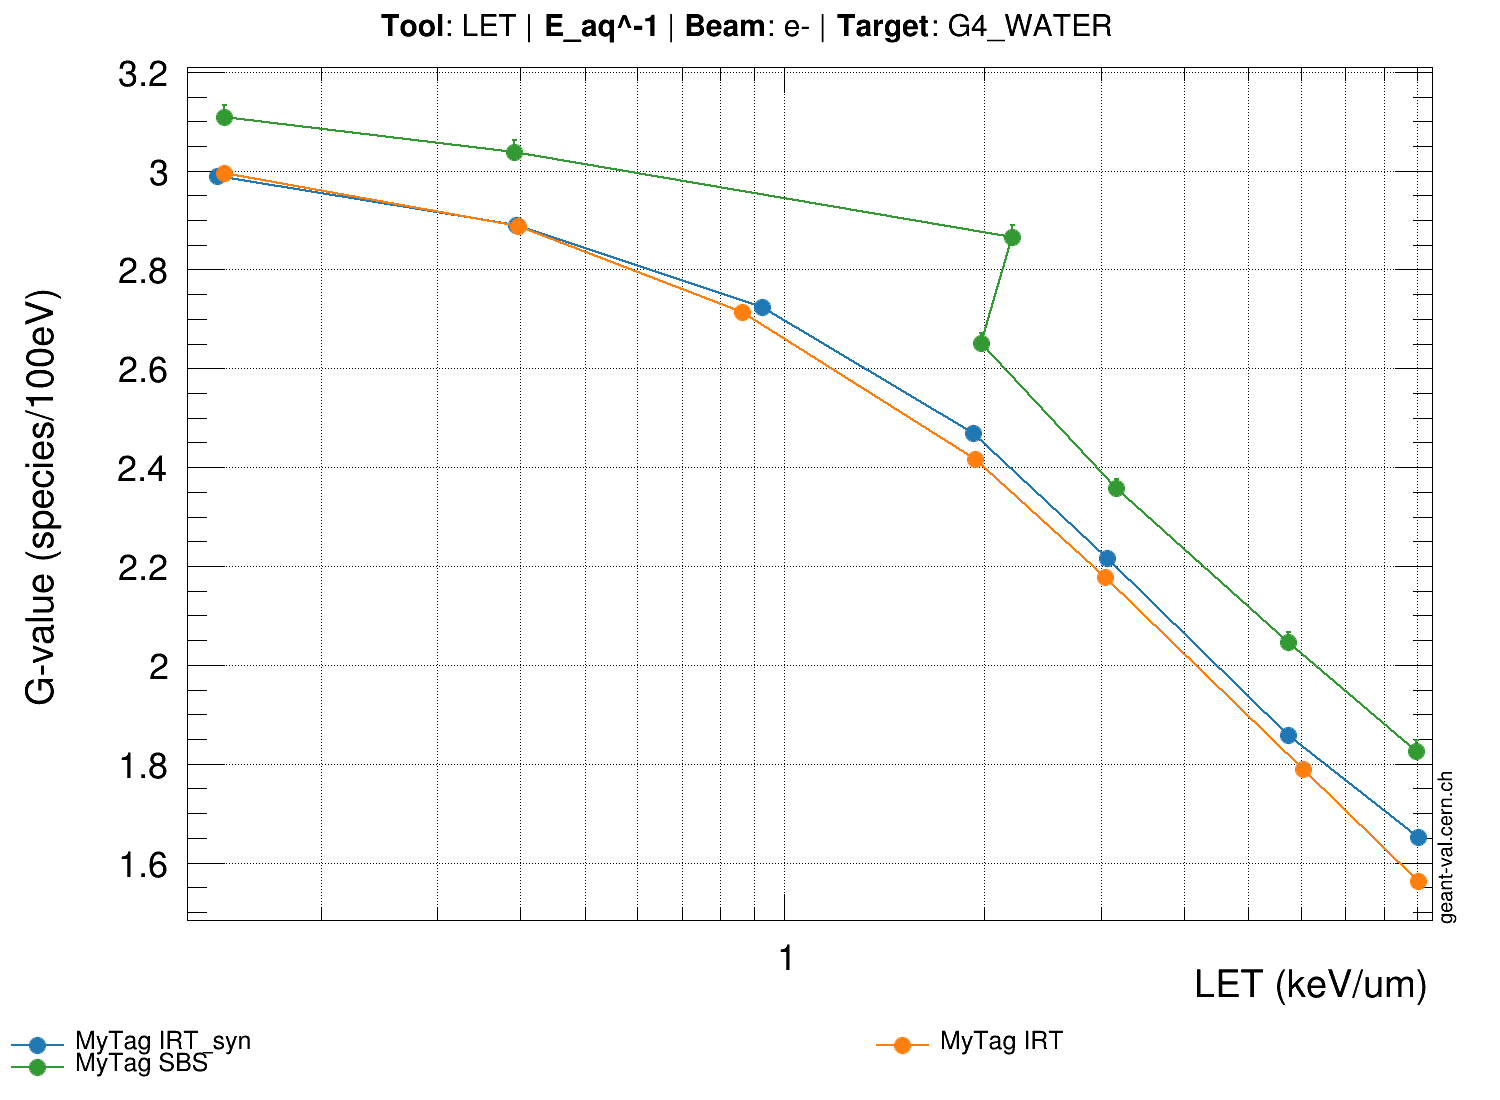 Tool: LET | E_aq^-1 | Beam: e- | Target: G4_WATER
3.2
3
2.8
2.6
2.4
2.2
2
1.8
1.6
G-value (species/100eV)
1
LET (keV/um)
geant-val.cern.ch
MyTag IRT_syn
MyTag IRT
MyTag SBS